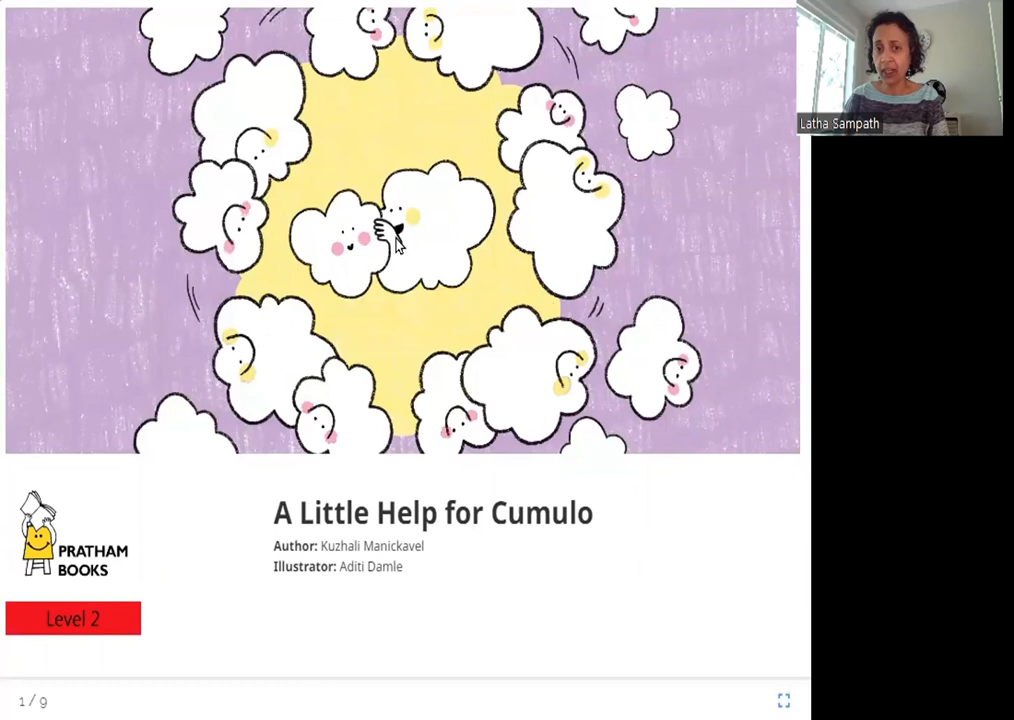 Latha Sampath
A Little Help for Cumulo
Author: Kuzhali Manickavel
Illustrator: Aditi Damle
PRATHAM
BOOKS
Level 2
1 / 9